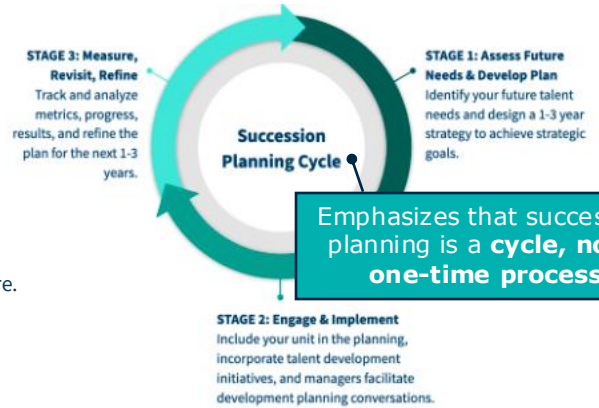 STAGE 3: Measure,
Revisit, Refine
Track and analyze
metrics, progress,
results, and refine the
plan for the next 1-3
years.
STAGE 1: Assess Future
Needs & Develop Plan
Identify your future talent
needs and design a 1-3 year
strategy to achieve strategic
goals.
Succession
Planning Cycle
Emphasizes that
planning is a cycle,
one-time process
STAGE 2: Engage & Implement
Include your unit in the planning,
incorporate talent development
initiatives, and managers facilitate
development planning conversations.